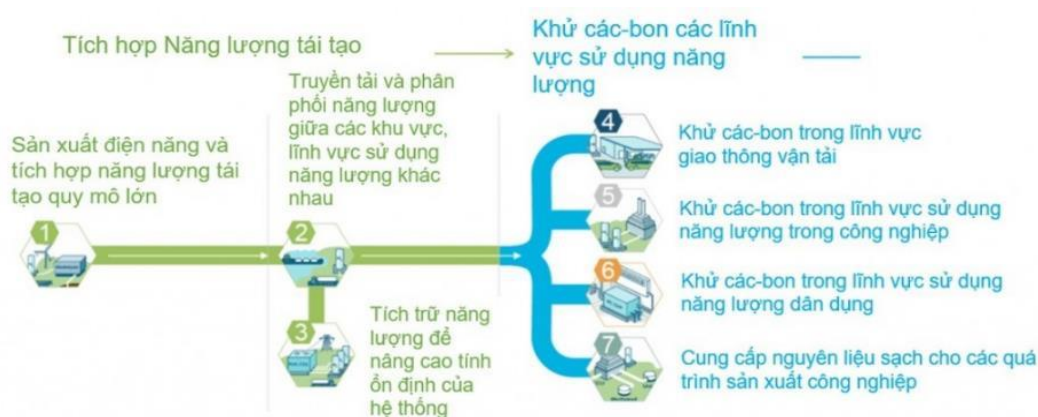 Tích hợp Năng lượng tái tạo
Khử các-bon các lĩnh
vực sử dụng năng
lượng
Sản xuất điện năng và
tích hợp năng lượng tái
tạo quy mô lớn
1
Truyền tải và phân
phối năng lượng
giữa các khu vực,
lĩnh vực sử dụng
năng lượng khác
nhau
2
3
Tích trữ năng
lượng để
nâng cao tính
ổn định của
hệ thống
4
Khử các-bon trong lĩnh vực
giao thông vận tải
5
Khử các-bon trong lĩnh vực sử dụng
năng lượng trong công nghiệp
6
Khử các-bon trong lĩnh vực sử dụng
năng lượng dân dụng
7
Cung cấp nguyên liệu sạch cho các quá
trình sản xuất công nghiệp